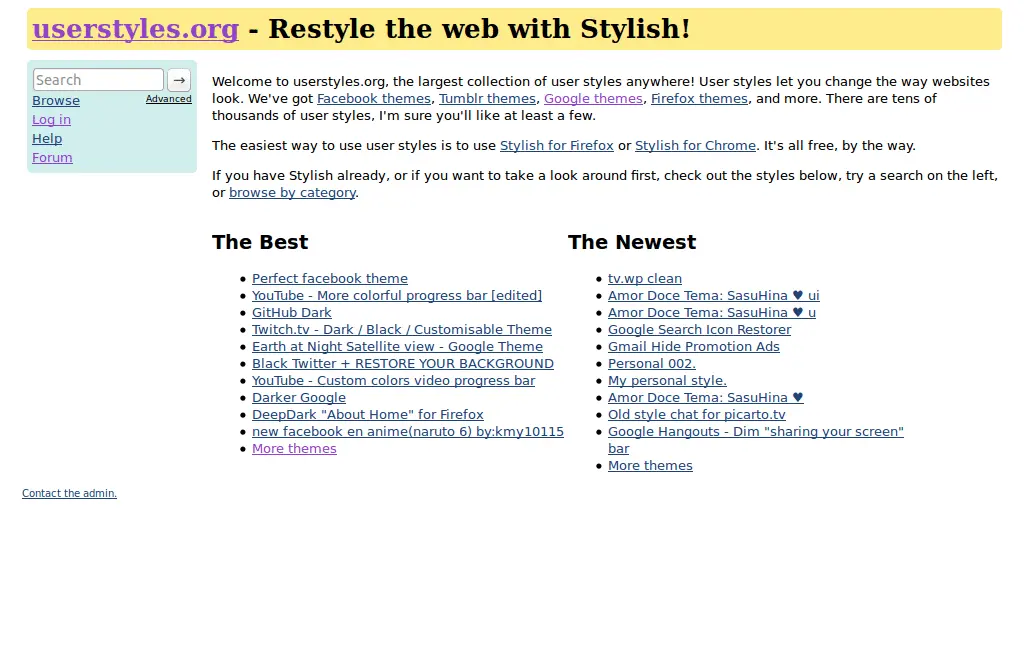 userstyles.org - Restyle the web with Stylish!
Search →
Browse Advanced
Log in
Help
Forum
Welcome to userstyles.org, the largest collection of user styles anywhere! User styles let you change the way websites
look. We've got Facebook themes, Tumblr themes, Google themes, Firefox themes, and more. There are tens of
thousands of user styles, I'm sure you'll like at least a few.
The easiest way to use user styles is to use Stylish for Firefox or Stylish for Chrome. It's all free, by the way.
If you have Stylish already, or if you want to take a look around first, check out the styles below, try a search on the left,
or browse by category.
The Best
Perfect facebook theme
YouTube - More colorful progress bar [edited]
GitHub Dark
Twitch.tv - Dark / Black / Customisable Theme
Earth at Night Satellite view - Google Theme
Black Twitter + RESTORE YOUR BACKGROUND
YouTube - Custom colors video progress bar
Darker Google
DeepDark "About Home" for Firefox
new facebook en anime(naruto 6) by:kmy10115
More themes
The Newest
tv.wp clean
Amor Doce Tema: SasuHina ♥ ui
Amor Doce Tema: SasuHina ♥ u
Google Search Icon Restorer
Gmail Hide Promotion Ads
Personal 002.
My personal style.
Amor Doce Tema: SasuHina ♥
Old style chat for picarto.tv
Google Hangouts - Dim "sharing your screen"
bar
More themes
Contact the admin.